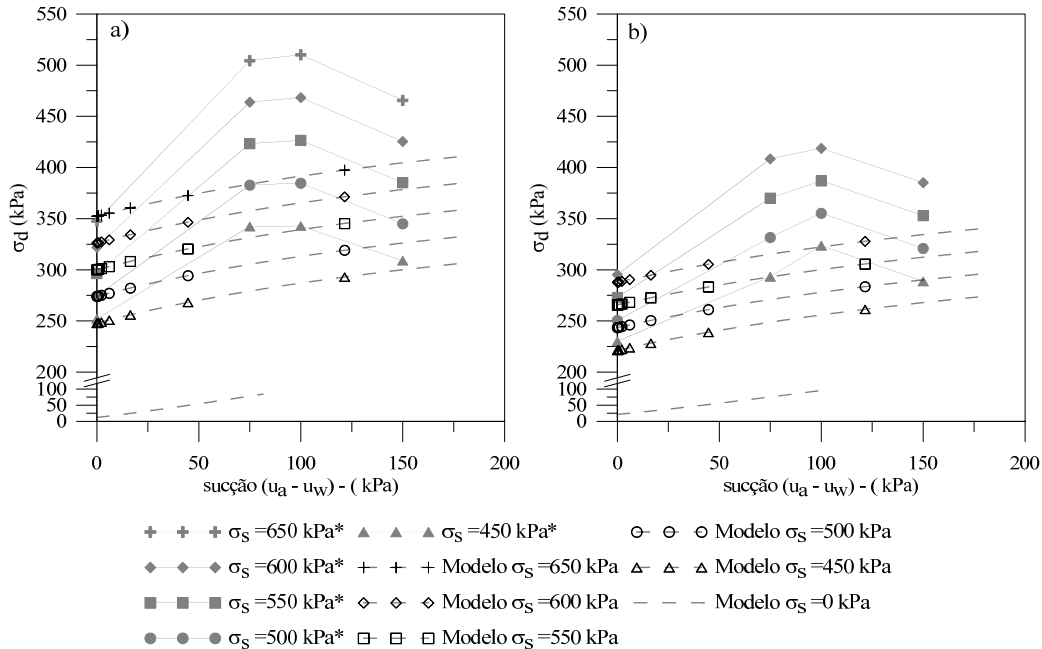 a)
550
500
450
400
350
300
250
200
100
50
0
σd (kPa)
0 50 100 150 200
sucção (ua - uw) - ( kPa)
b)
550
500
450
400
350
300
250
200
100
50
0
σd (kPa)
0 50 100 150 200
sucção (ua - uw) - ( kPa)
σS =650 kPa*
σS =600 kPa*
σS =550 kPa*
σS =500 kPa*
σS =450 kPa*
Modelo σS =650 kPa
Modelo σS =600 kPa
Modelo σS =550 kPa
Modelo σS =500 kPa
Modelo σS =450 kPa
Modelo σS =0 kPa